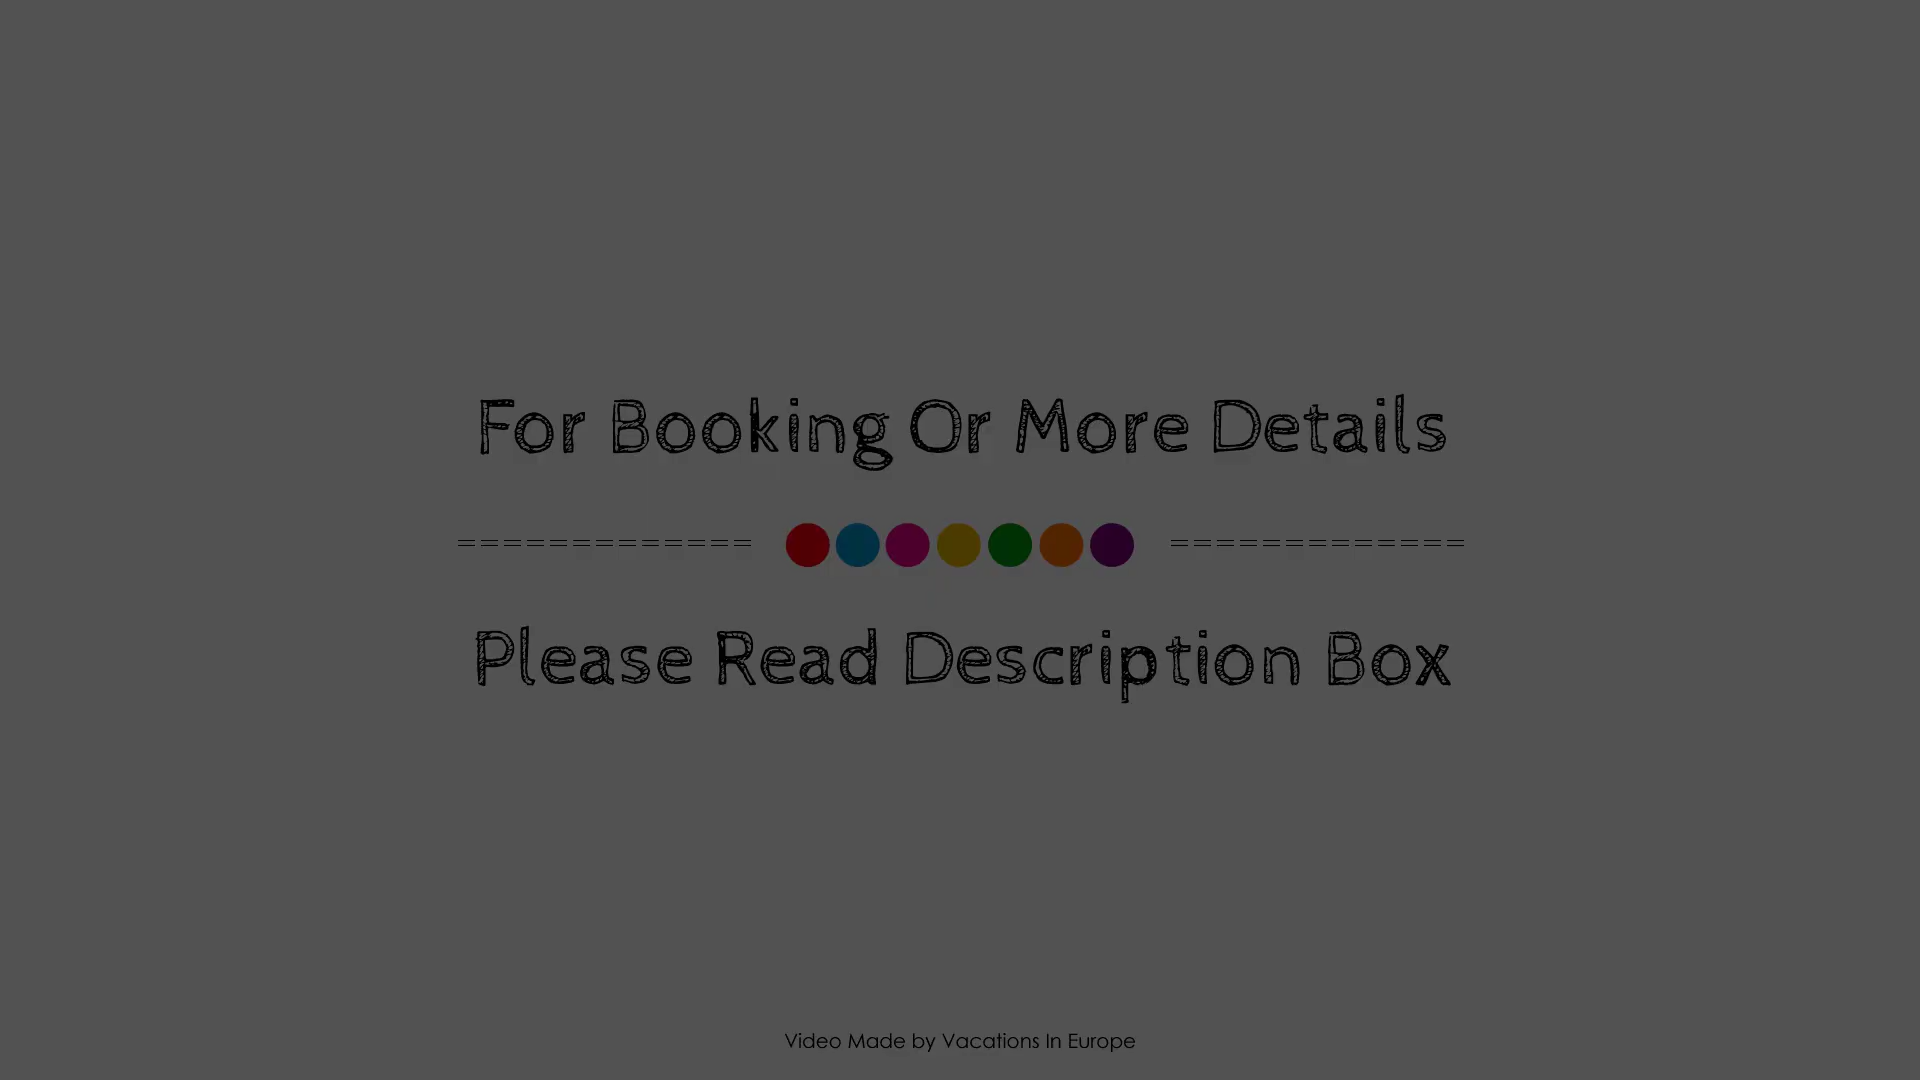 For Booking Or More Details
============= =============
Please Read Description Box
Video Made by Vacations In Europe